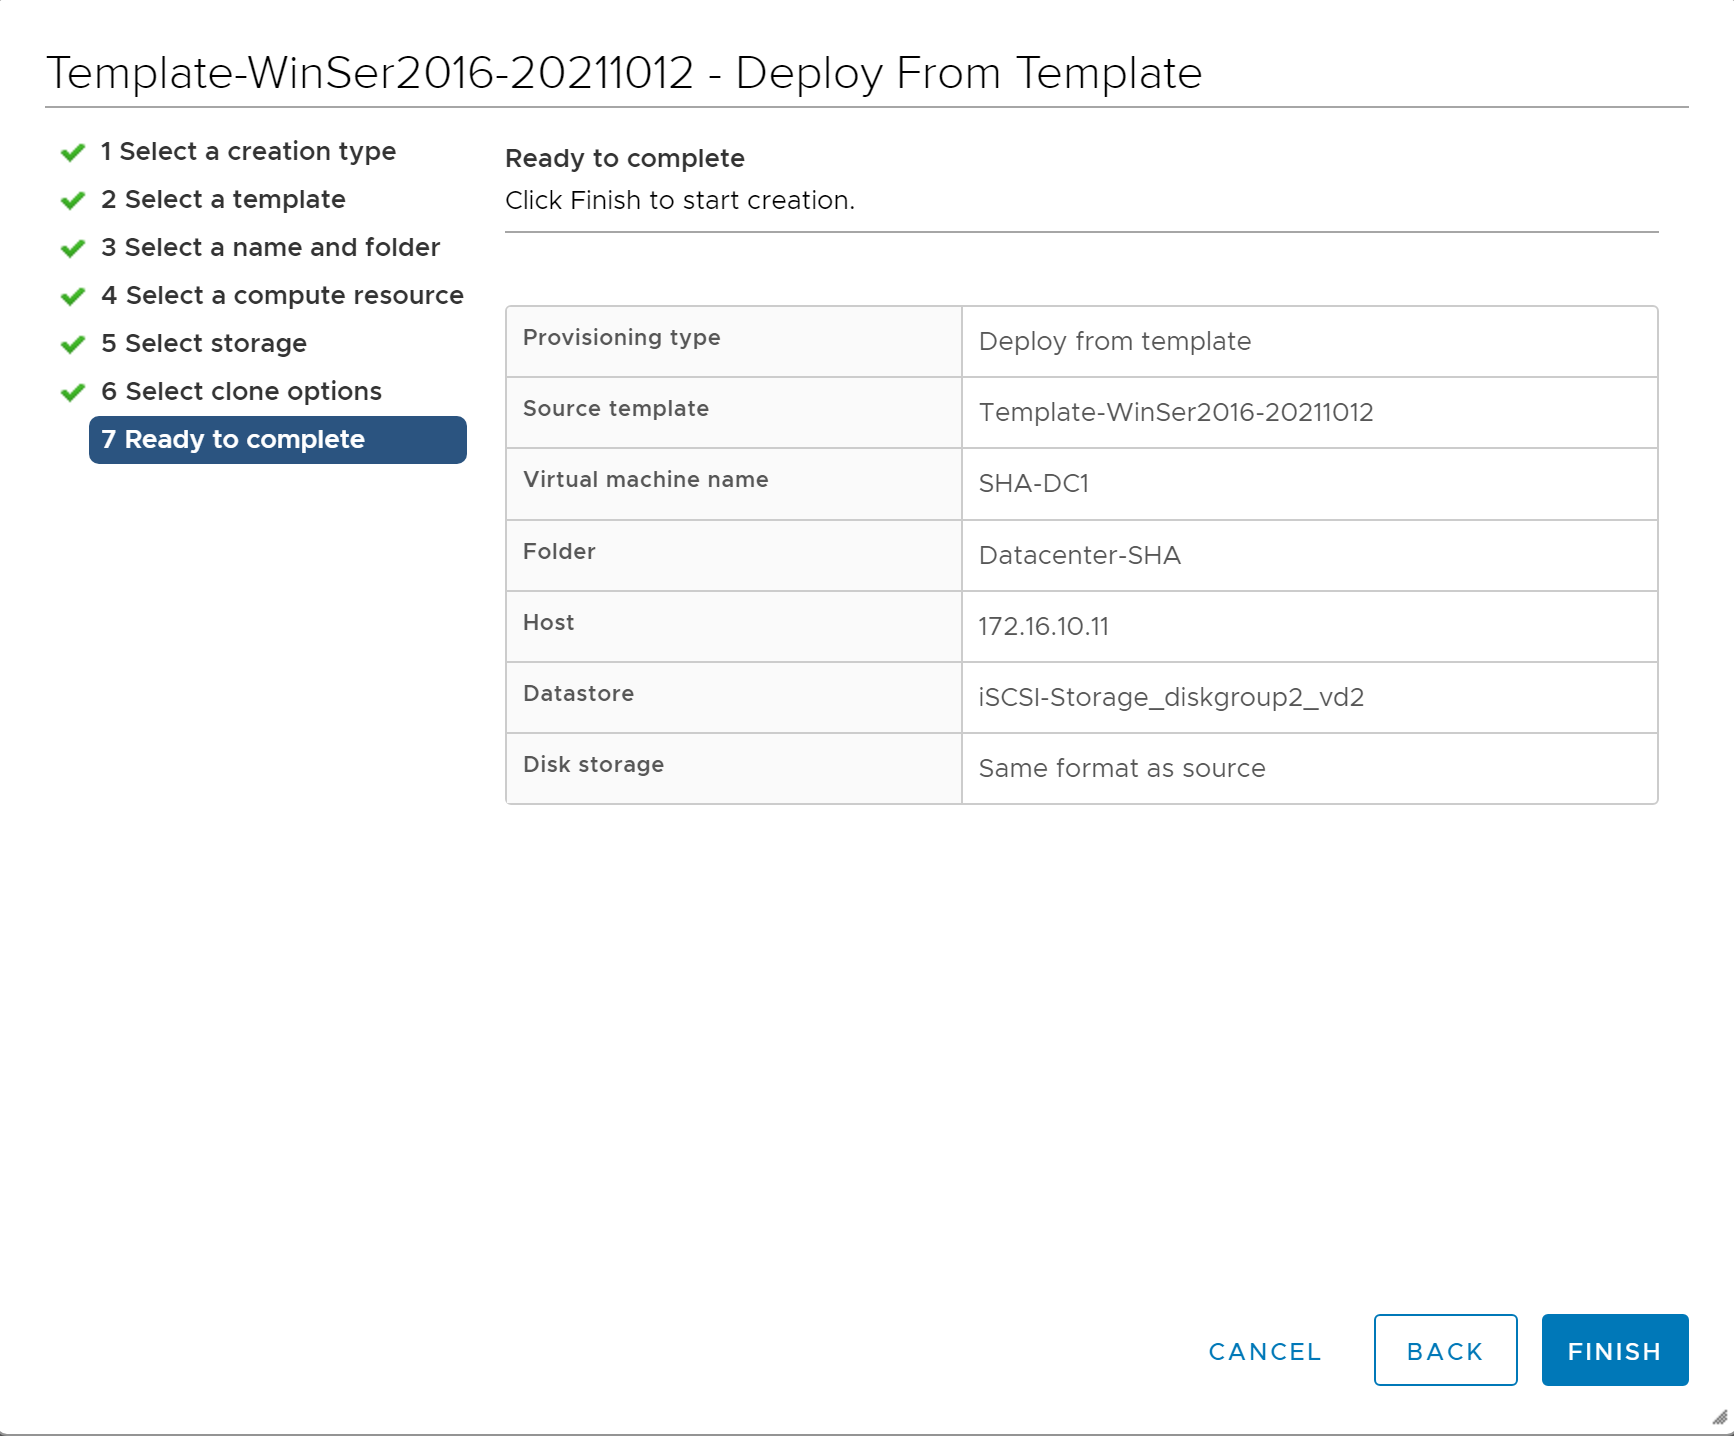 Template-WinSer2016-20211012 - Deploy From Template
1 Select a creation type
2 Select a template
3 Select a name and folder
4 Select a compute resource
5 Select storage
6 Select clone options
7 Ready to complete
Ready to complete
Click Finish to start creation.
Provisioning type Deploy from template
Source template Template-WinSer2016-20211012
Virtual machine name SHA-DC1
Folder Datacenter-SHA
Host 172.16.10.11
Datastore iSCSI-Storage_diskgroup2_vd2
Disk storage Same format as source
CANCEL BACK FINISH